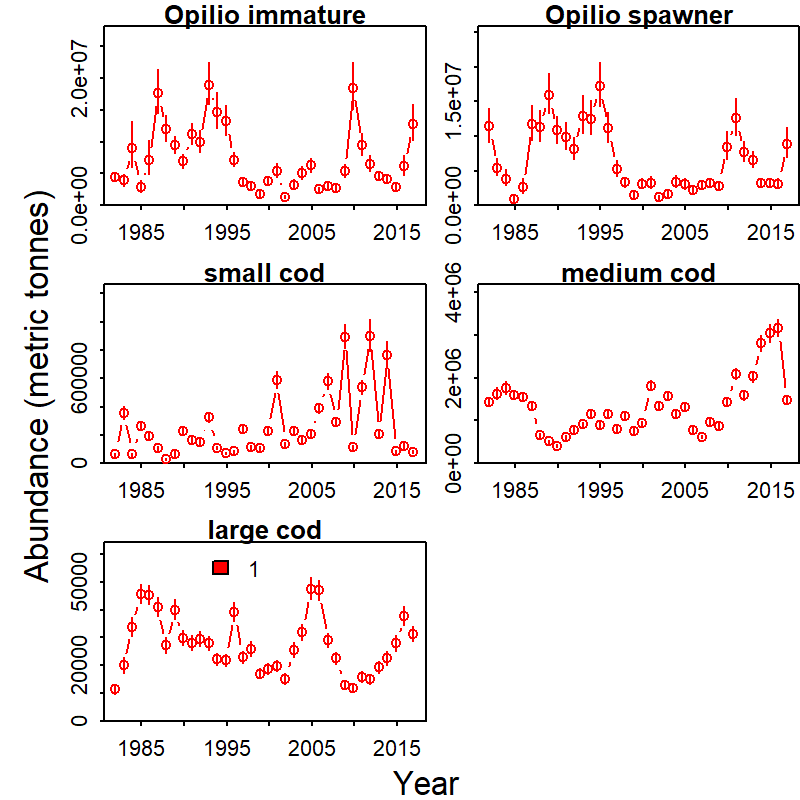 Opilio immature
Opilio spawner
0.0e+00 2.0e+07
1985 1995 2005 2015
0.0e+00 1.5e+07
1985 1995 2005 2015
small cod
medium cod
0 600000
1985 1995 2005 2015
0e+00 2e+06 4e+06
1985 1995 2005 2015
large cod
1
0 20000 50000
1985 1995 2005 2015
Abundance (metric tonnes)
Year